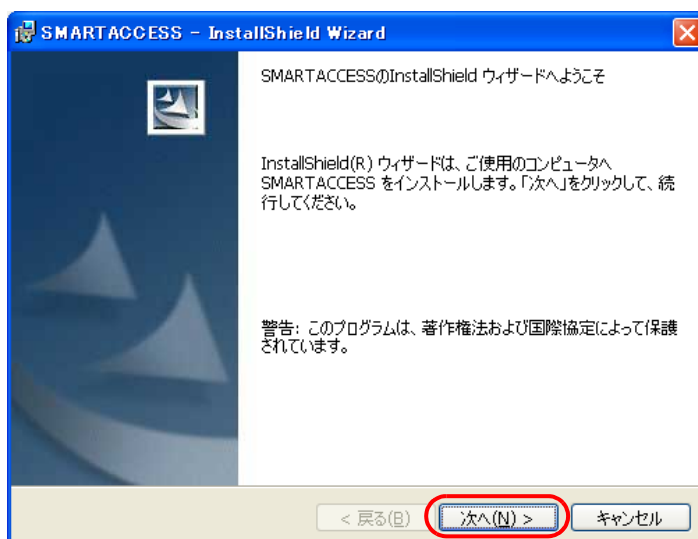 SMARTACCESS - InstallShield Wizard
SMARTACCESSのInstallShield ウィザードへようこそ
InstallShield(R) ウィザードは、ご使用のコンピュータへ
SMARTACCESS をインストールします。「次へ」をクリックして、続
行してください。
警告: このプログラムは、著作権法および国際協定によって保護
されています。
< 戻る(B) 次へ(N) > キャンセル